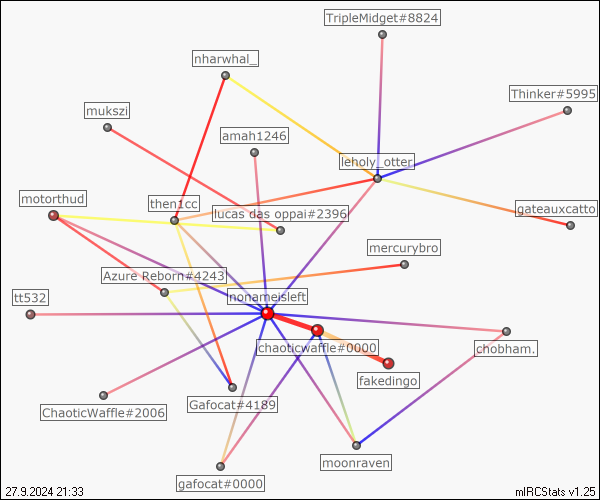 TripleMidget#8824
nharwhal_
Thinker#5995
mukszi
amah1246
leholy_otter
motorthud
then1cc
lucas das oppai#2396
gateauxcatto
mercurybro
Azure Reborn#4243
tt532
nonameisleft
chaoticwaffle#0000
chobham.
fakedingo
ChaoticWaffle#2006
Gafocat#4189
moonraven
gafocat#0000
27.9.2024 21:33
mIRCStats v1.25